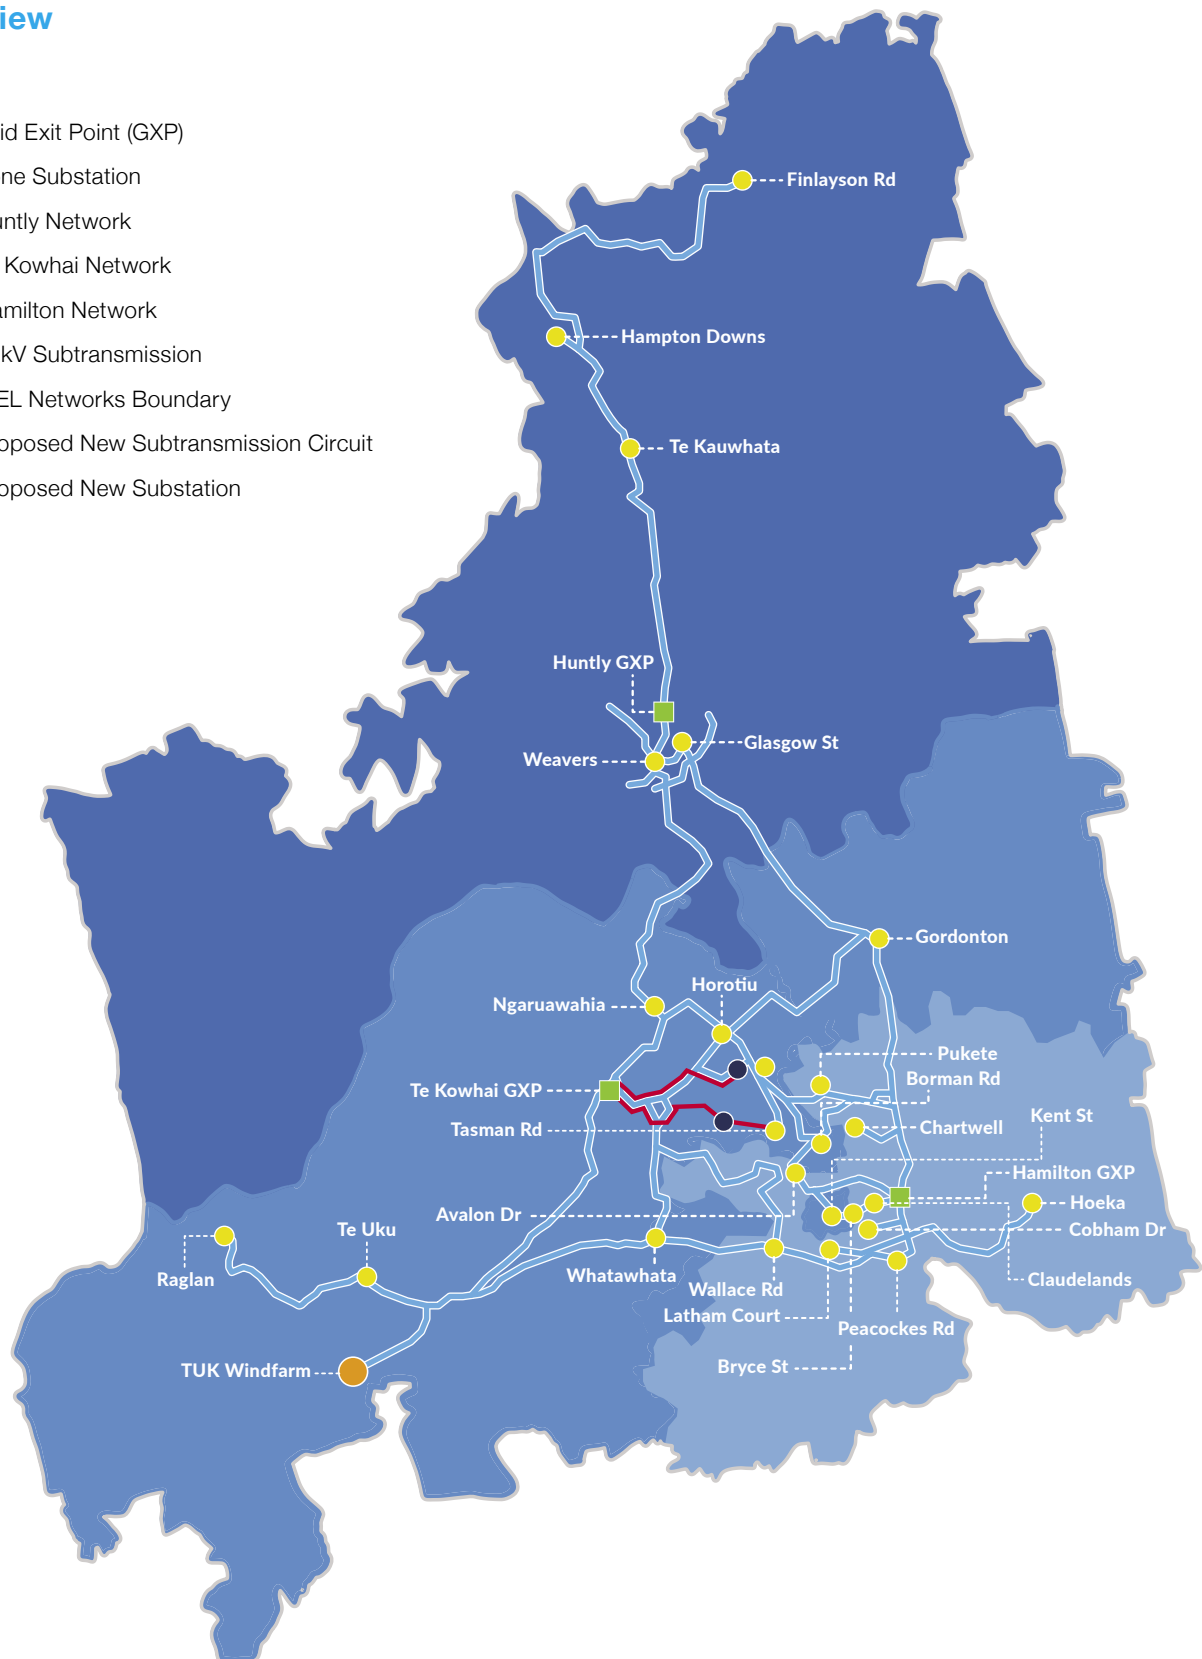 iew
id Exit Point (GXP)
ne Substation
untly Network
Kowhai Network
amilton Network
kV Subtransmission
EL Networks Boundary
oposed New Subtransmission Circuit
oposed New Substation
Finlayson Rd
Hampton Downs
Te Kauwhata
Huntly GXP
Glasgow St
Weavers
Gordonton
Horotiu
Ngaruawahia
Pukete
Borman Rd
Te Kowhai GXP
Kent St
Tasman Rd
Chartwell
Hamilton GXP
Hoeka
Avalon Dr
Te Uku
Cobham Dr
Raglan
Whatawhata
Claudelands
Wallace Rd
Latham Court
Peacockes Rd
Bryce St
TUK Windfarm